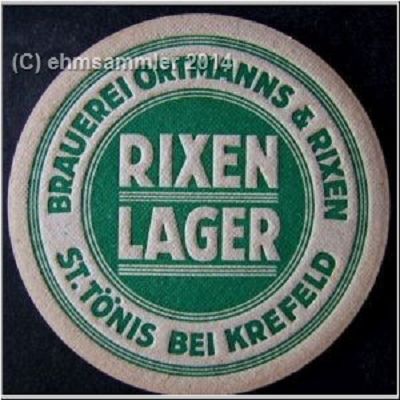 (C) ehmsammler 2014
BRAUEREI ORTMANNS & RIXEN
RIXEN
LAGER
ST. TÖNIS BEI KREFELD